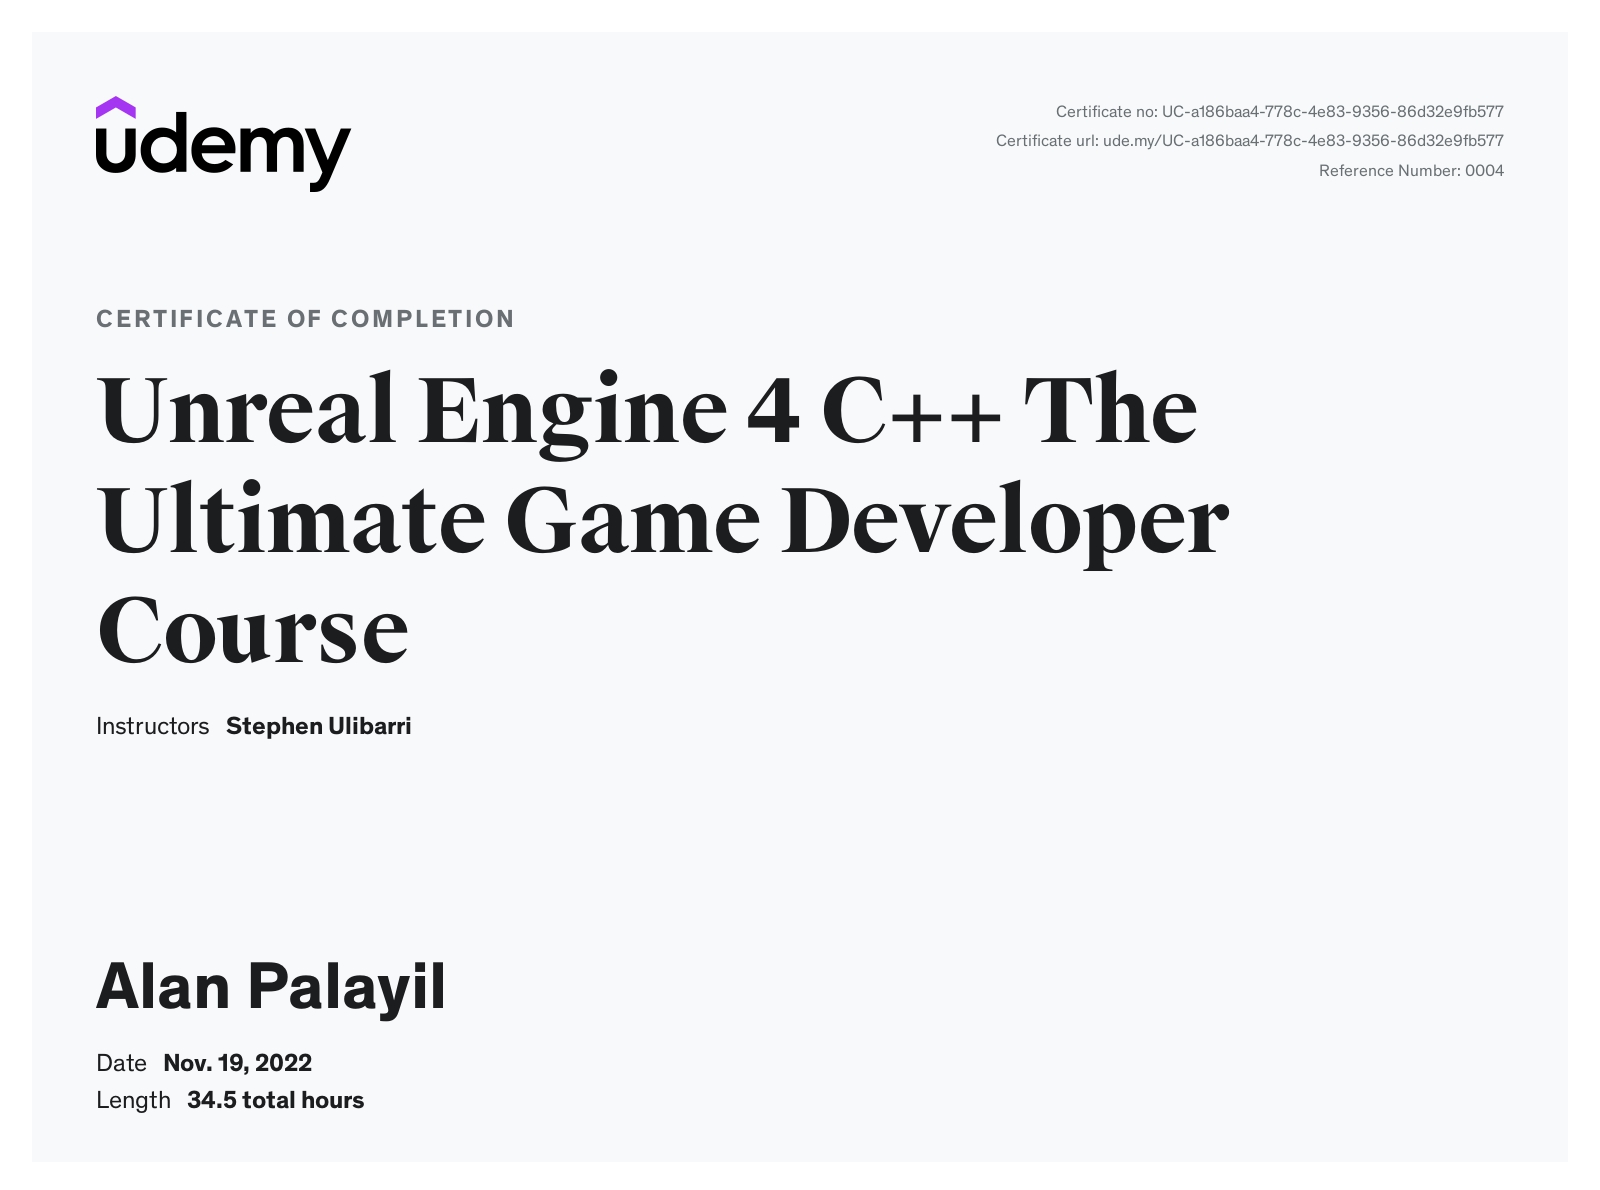 udemy
Certificate no: UC-a186baa4-778c-4e83-9356-86d32e9fb577
Certificate url: ude.my/UC-a186baa4-778c-4e83-9356-86d32e9fb577
Reference Number: 0004
CERTIFICATE OF COMPLETION
Unreal Engine 4 C++ The
Ultimate Game Developer
Course
Instructors Stephen Ulibarri
Alan Palayil
Date Nov. 19, 2022
Length 34.5 total hours